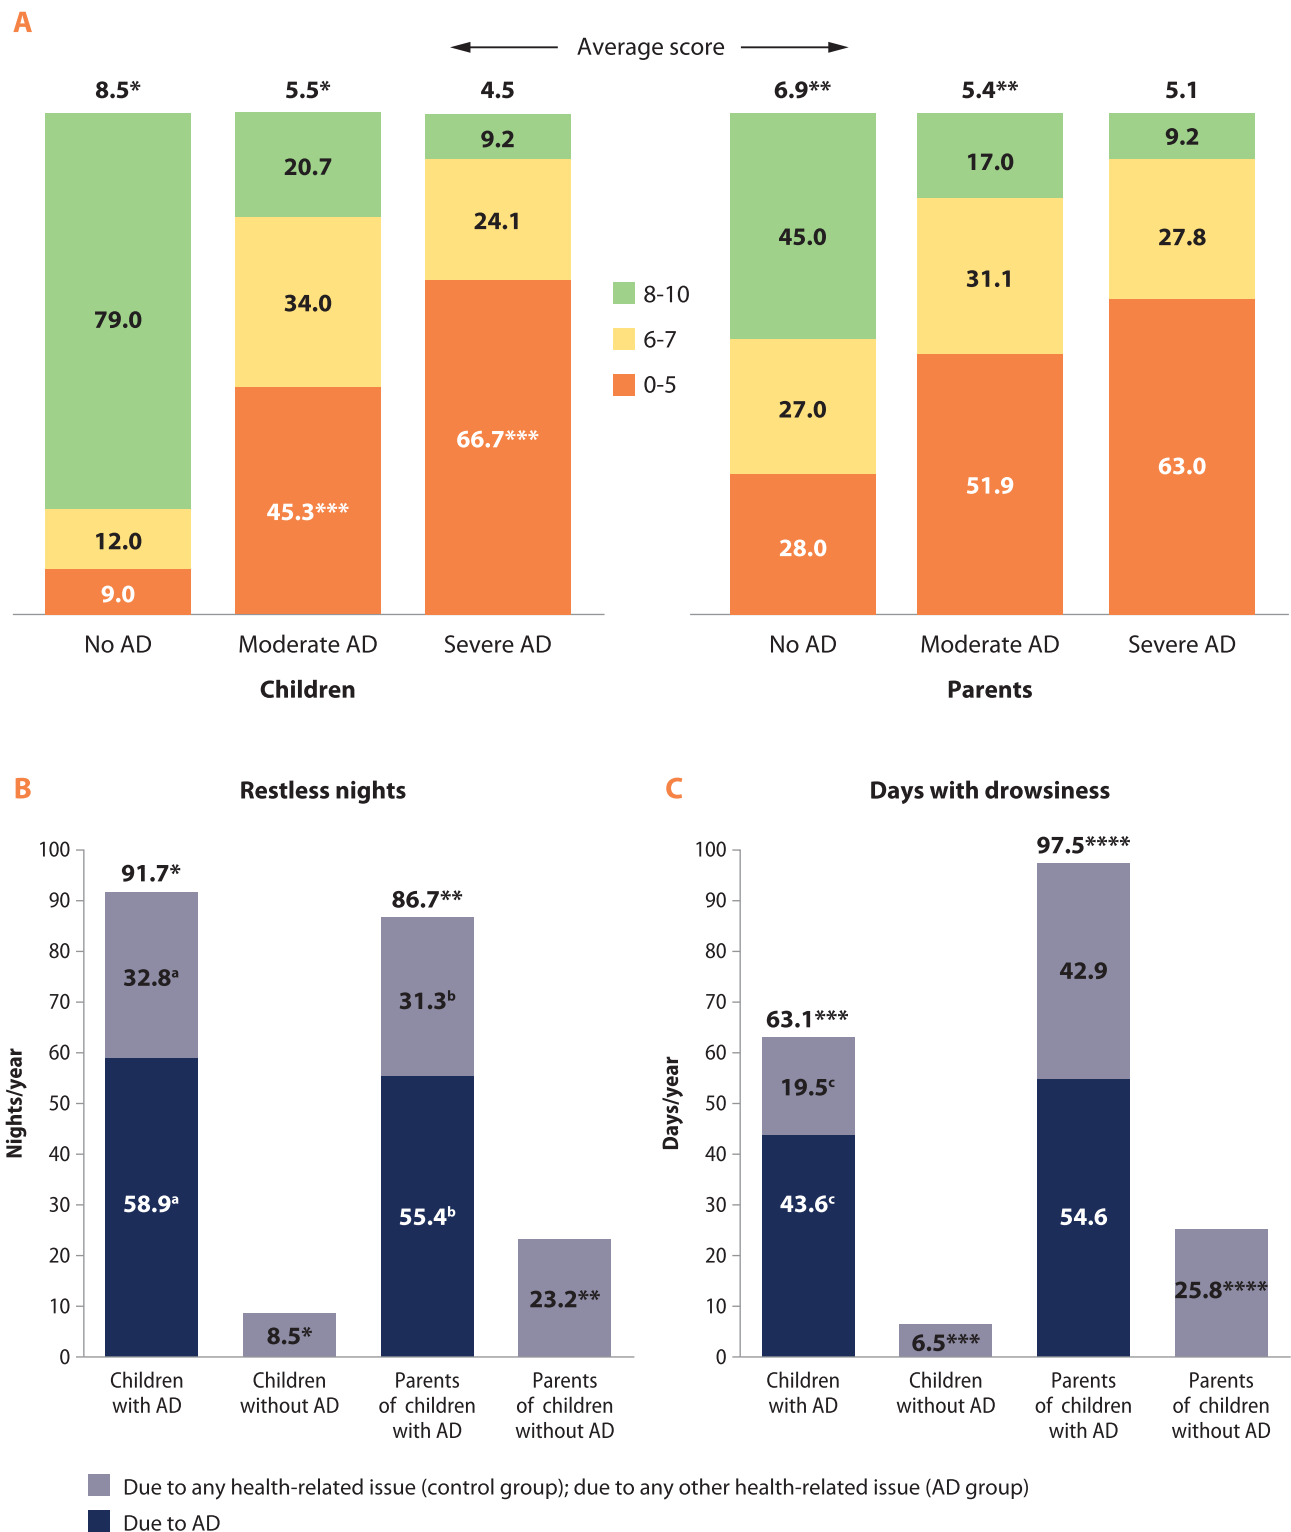 A
Average score
8.5* 5.5* 4.5
79.0 20.7 9.2
12.0 34.0 24.1
9.0 45.3*** 66.7***
No AD Moderate AD Severe AD
Children
8-10
6-7
0-5
6.9** 5.4** 5.1
45.0 17.0 9.2
27.0 31.1 27.8
28.0 51.9 63.0
No AD Moderate AD Severe AD
Parents
B
Restless nights
Nights/year
100
90
80
70
60
50
40
30
20
10
0
91.7*
32.8ᵃ
58.9ᵃ
8.5*
86.7**
31.3ᵇ
55.4ᵇ
23.2**
Children
with AD
Children
without AD
Parents
of children
with AD
Parents
of children
without AD
C
Days with drowsiness
Days/year
100
90
80
70
60
50
40
30
20
10
0
63.1***
19.5ᶜ
43.6ᶜ
6.5***
97.5****
42.9
54.6
25.8****
Children
with AD
Children
without AD
Parents
of children
with AD
Parents
of children
without AD
Due to any health-related issue (control group); due to any other health-related issue (AD group)
Due to AD